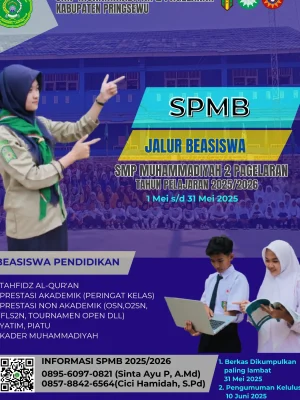 KABUPATEN PRINGSEWU
SPMB
JALUR BEASISWA
SMP MUHAMMADIYAH 2 PAGELARAN
TAHUN PELAJARAN 2025/2026
1 Mei s/d 31 Mei 2025
BEASISWA PENDIDIKAN
TAHFIDZ AL-QUR'AN
PRESTASI AKADEMIK (PERINGAT KELAS)
PRESTASI NON AKADEMIK (OSN,O2SN,
FLS2N, TOURNAMEN OPEN DLL)
YATIM, PIATU
KADER MUHAMMADIYAH
INFORMASI SPMB 2025/2026
0895-6097-0821 (Sinta Ayu P, A.Md)
0857-8842-6564(Cici Hamidah, S.Pd)
1. Berkas Dikumpulkan
paling lambat
31 Mei 2025
2. Pengumuman Kelulus
10 Juni 2025